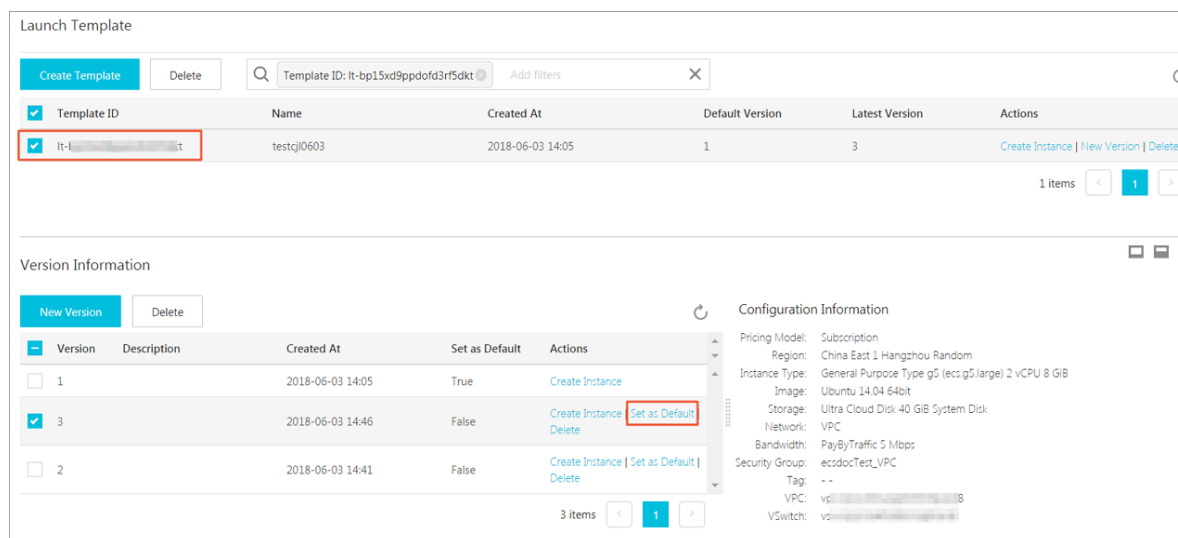 Launch Template
Create Template Delete Template ID: lt-bp15xd9ppdofd3rf5dkt Add filters
Template ID Name Created At Default Version Latest Version Actions
testcjl0603 2018-06-03 14:05 1 3 Create Instance | New Version | Delete
1 items < 1 >
Version Information
New Version Delete
Version Description Created At Set as Default Actions
1 2018-06-03 14:05 True Create Instance
3 2018-06-03 14:46 False Create Instance | Set as Default |
Delete
2 2018-06-03 14:41 False Create Instance | Set as Default |
Delete
3 items < 1 >
Configuration Information
Pricing Model: Subscription
Region: China East 1 Hangzhou Random
Instance Type: General Purpose Type g5 (ecs.g5.large) 2 vCPU 8 GiB
Image: Ubuntu 14.04 64bit
Storage: Ultra Cloud Disk 40 GiB System Disk
Network: VPC
Bandwidth: PayByTraffic 5 Mbps
Security Group: ecsdocTest_VPC
Tag: - -
VPC:
VSwitch: